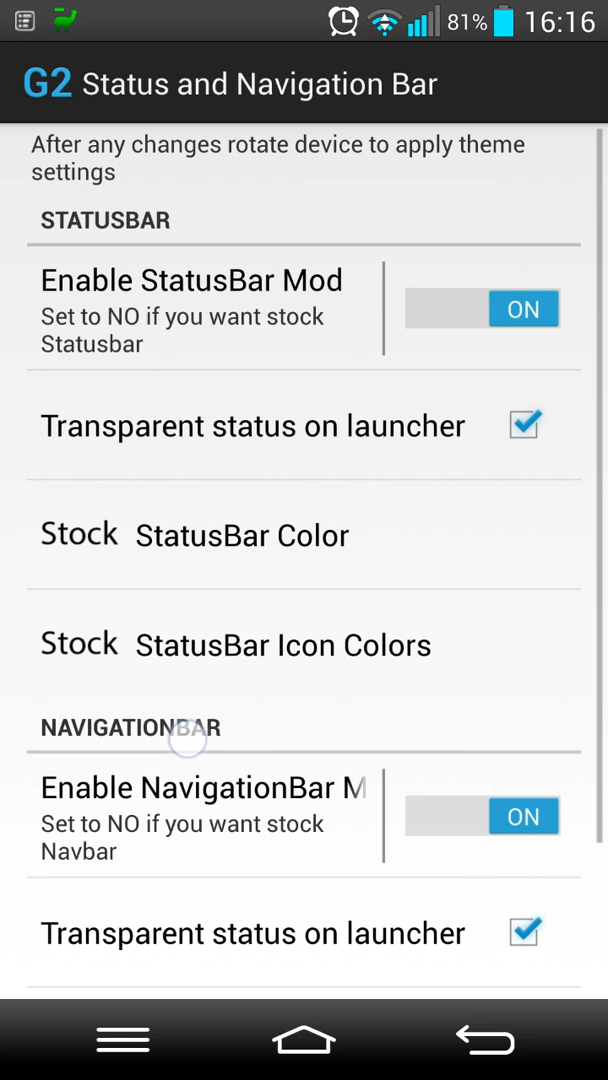 81% 16:16
G2 Status and Navigation Bar
After any changes rotate device to apply theme
settings
STATUSBAR
Enable StatusBar Mod
Set to NO if you want stock
Statusbar
ON
Transparent status on launcher
Stock StatusBar Color
Stock StatusBar Icon Colors
NAVIGATIONBAR
Enable NavigationBar M
Set to NO if you want stock
Navbar
ON
Transparent status on launcher